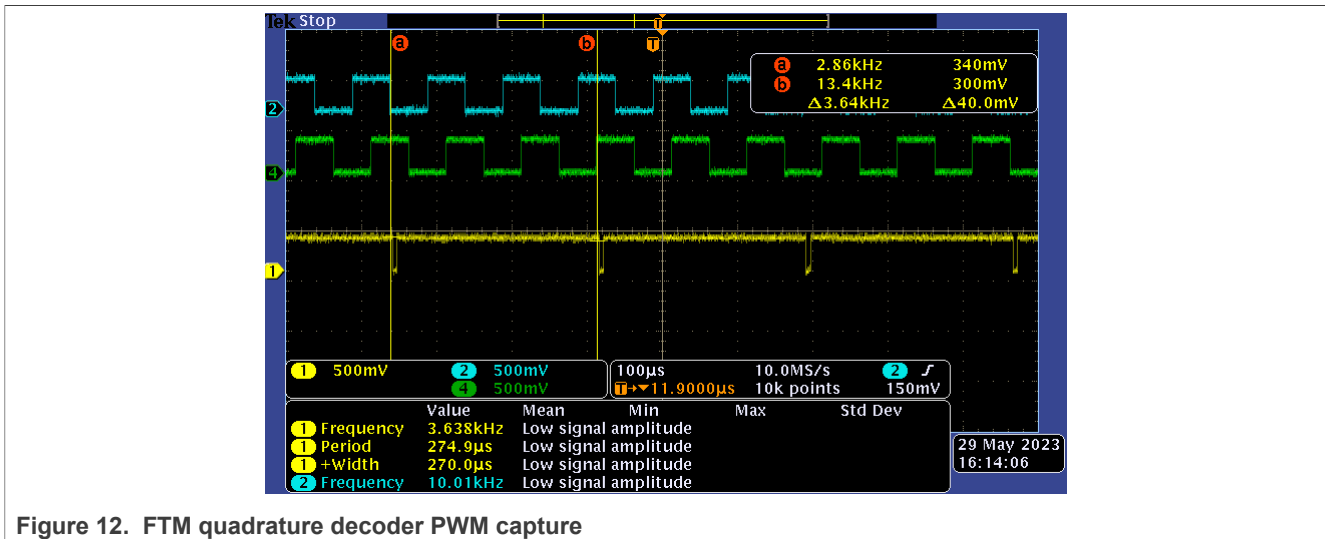 Tek Stop
T
a b T
a 2.86kHz 340mV
b 13.4kHz 300mV
Δ3.64kHz Δ40.0mV
2
4
1
1 500mV 2 500mV
4 500mV
100µs 10.0MS/s 2
T→▼11.9000µs 10k points 150mV
Value Mean Min Max Std Dev
1 Frequency 3.638kHz Low signal amplitude
1 Period 274.9µs Low signal amplitude
1 +Width 270.0µs Low signal amplitude
2 Frequency 10.01kHz Low signal amplitude
29 May 2023
16:14:06
Figure 12. FTM quadrature decoder PWM capture